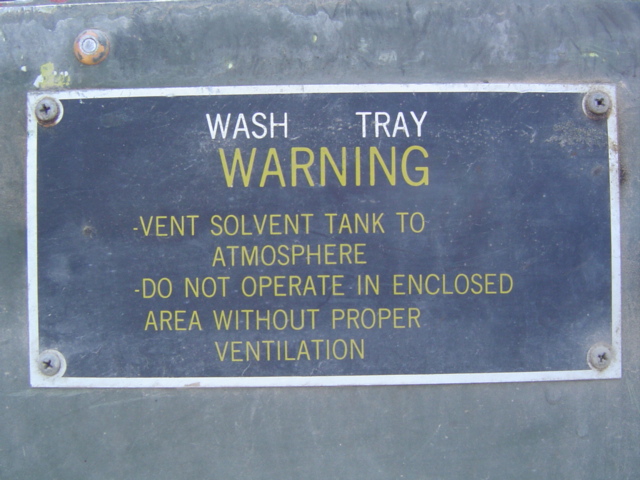 WASH TRAY
WARNING
-VENT SOLVENT TANK TO
ATMOSPHERE
-DO NOT OPERATE IN ENCLOSED
AREA WITHOUT PROPER
VENTILATION